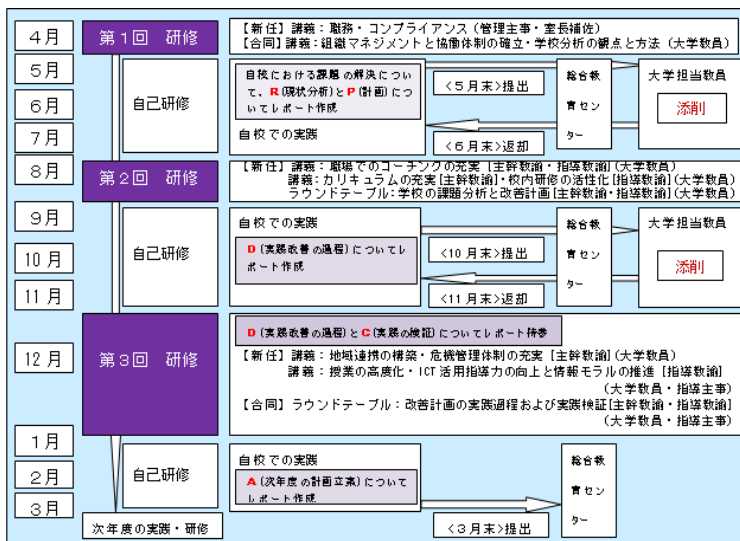 4月
第1回 研修
【新任】講義：職務・コンプライアンス（管理主事・室長補佐）
【合同】講義：組織マネジメントと協働体制の確立・学校分析の観点と方法（大学教員）
5月
6月
7月
自己研修
自校における課題の解決につい
て、R(現状分析)とP(計画)につ
いてレポート作成
自校での実践
<5月末>提出
<6月末>返却
総合教
育セン
ター
大学担当教員
添削
8月
第2回 研修
【新任】講義：職場でのコーチングの充実［主幹教諭・指導教諭］(大学教員)
講義：カリキュラムの充実［主幹教諭］・校内研修の活性化［指導教諭］(大学教員)
ラウンドテーブル：学校の課題分析と改善計画［主幹教諭・指導教諭］(大学教員)
9月
10月
11月
自己研修
自校での実践
D(実践改善の過程)についてレ
ポート作成
<10月末>提出
<11月末>返却
総合教
育セン
ター
大学担当教員
添削
12月
第3回 研修
D(実践改善の過程)とC(実践の検証)についてレポート持参
【新任】講義：地域連携の構築・危機管理体制の充実［主幹教諭］(大学教員)
講義：授業の高度化・ICT活用指導力の向上と情報モラルの推進［指導教諭］
(大学教員・指導主事)
【合同】ラウンドテーブル：改善計画の実践過程および実践検証［主幹教諭・指導教諭］
(大学教員・指導主事)
1月
2月
3月
自己研修
自校での実践
A(次年度の計画立案)について
レポート作成
<3月末>提出
総合教
育セン
ター
次年度の実践・研修